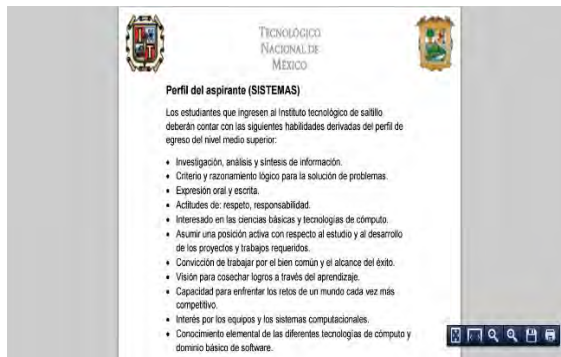 TECNOLÓGICO
NACIONAL DE
MÉXICO
Perfil del aspirante (SISTEMAS)
Los estudiantes que ingresen al Instituto tecnológico de saltillo
deberán contar con las siguientes habilidades derivadas del perfil de
egreso del nivel medio superior:
• Investigación, análisis y síntesis de información.
• Criterio y razonamiento lógico para la solución de problemas.
• Expresión oral y escrita.
• Actitudes de: respeto, responsabilidad.
• Interesado en las ciencias básicas y tecnologías de cómputo.
• Asumir una posición activa con respecto al estudio y al desarrollo
de los proyectos y trabajos requeridos.
• Convicción de trabajar por el bien común y el alcance del éxito.
• Visión para cosechar logros a través del aprendizaje.
• Capacidad para enfrentar los retos de un mundo cada vez más
competitivo.
• Interés por los equipos y los sistemas computacionales.
• Conocimiento elemental de las diferentes tecnologías de cómputo y
dominio básico de software.